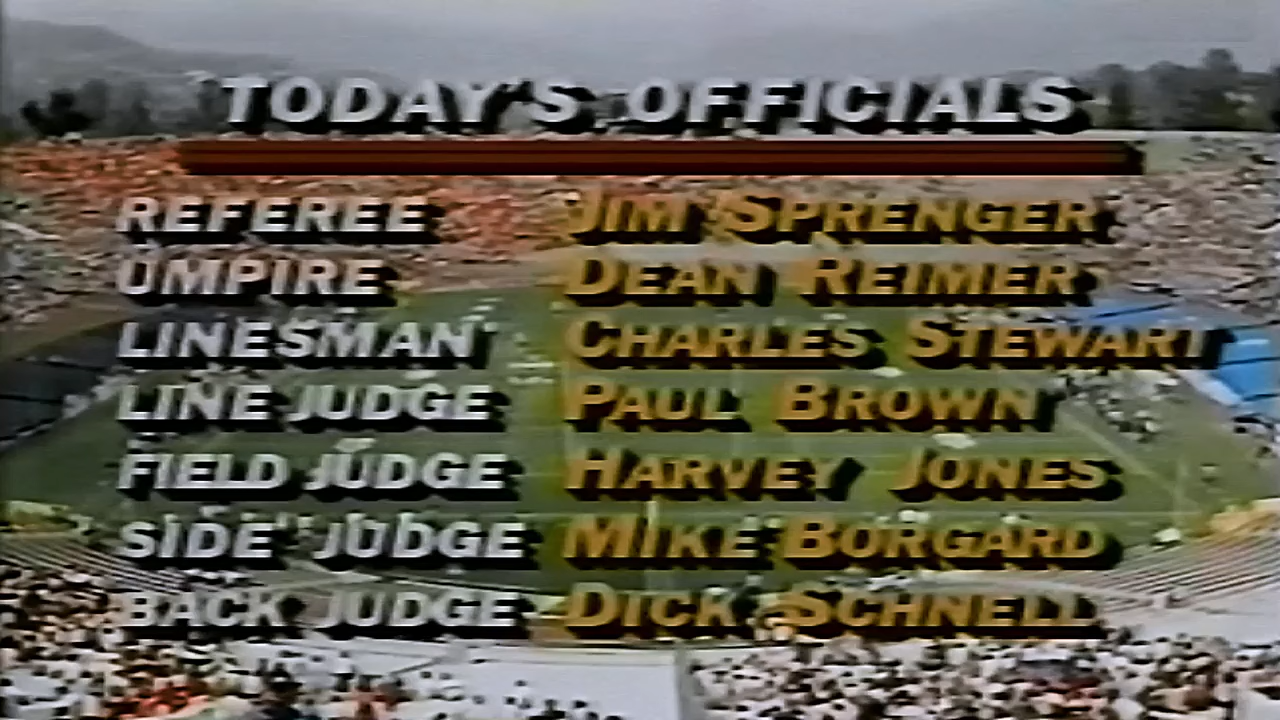 TODAY'S OFFICIALS
REFEREE JIM SPRENGER
UMPIRE DEAN REIMER
LINESMAN CHARLES STEWART
LINE JUDGE PAUL BROWN
FIELD JUDGE HARVEY JONES
SIDE JUDGE MIKE BORGARD
BACK JUDGE DICK SCHNELL